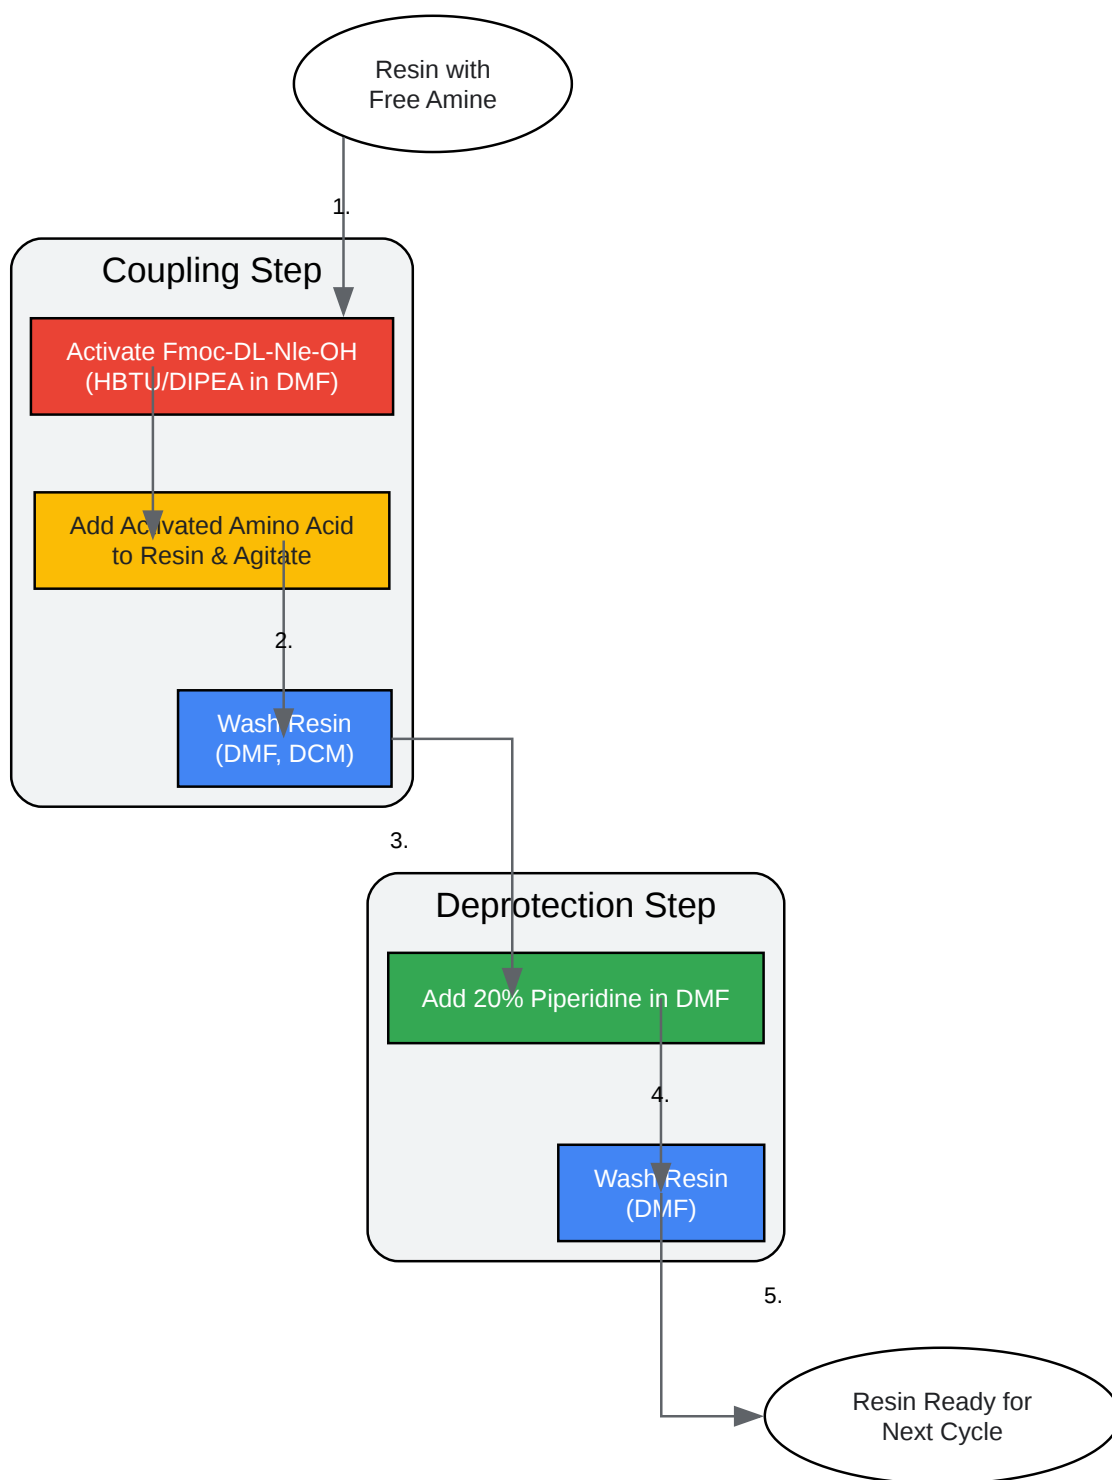 Resin with
Free Amine
1.
Coupling Step
Activate Fmoc-DL-Nle-OH
(HBTU/DIPEA in DMF)
Add Activated Amino Acid
to Resin & Agitate
2.
Wash Resin
(DMF, DCM)
3.
Deprotection Step
Add 20% Piperidine in DMF
4.
Wash Resin
(DMF)
5.
Resin Ready for
Next Cycle